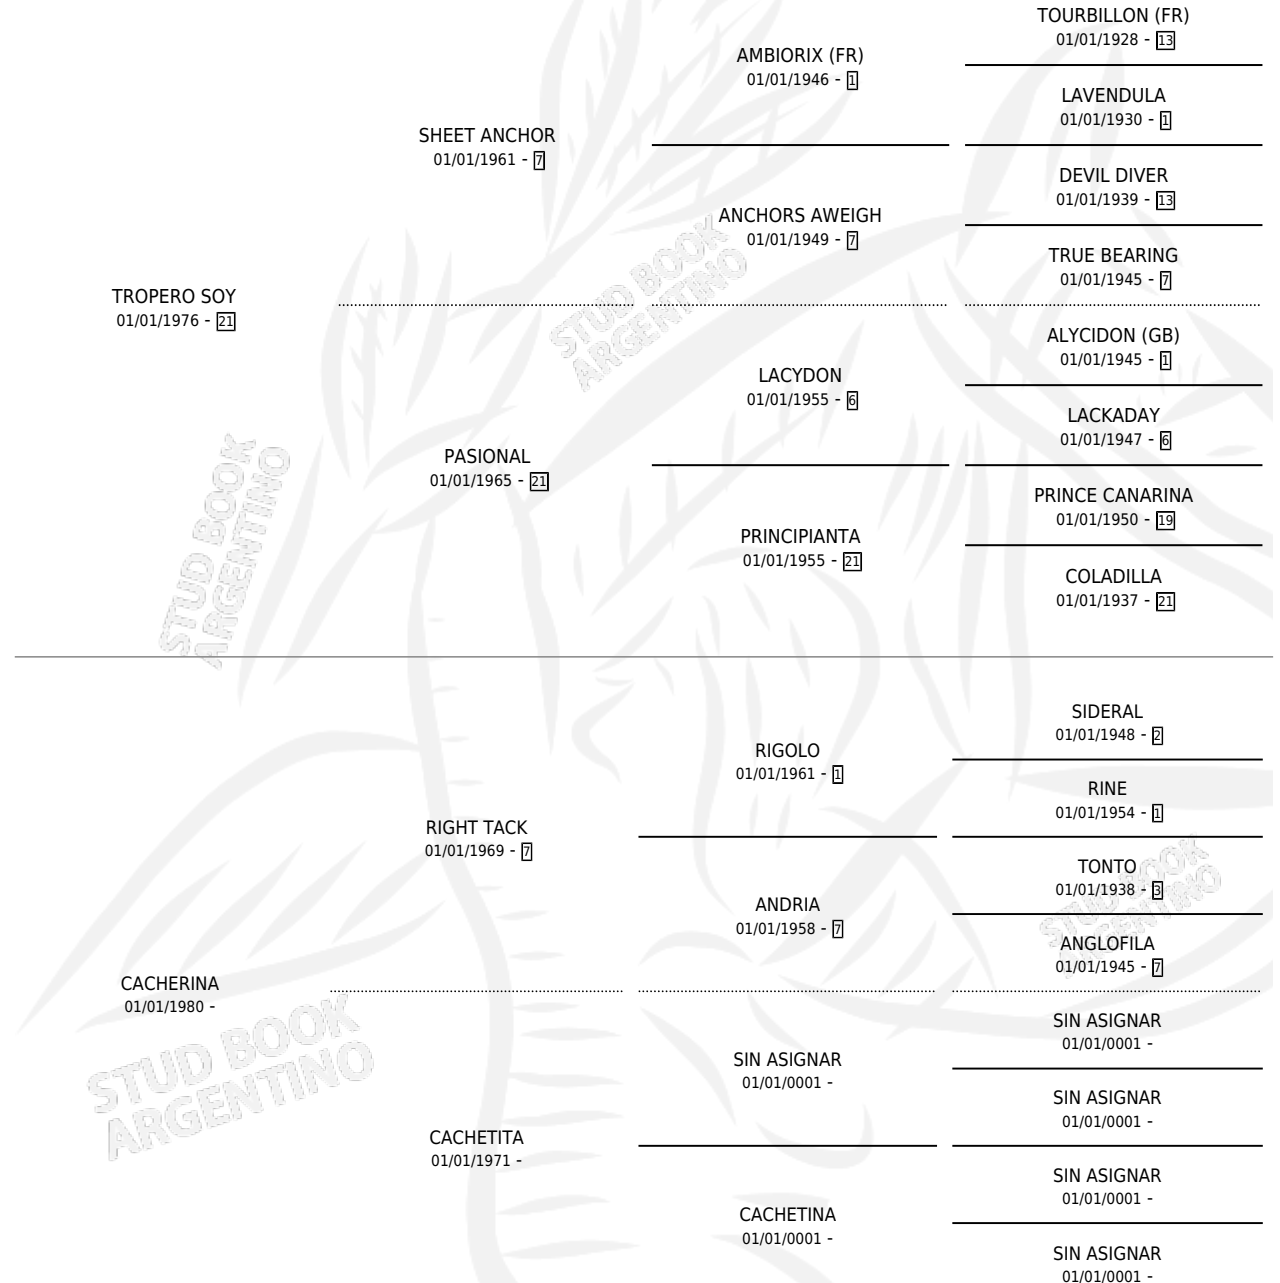 TOURBILLON (FR)
01/01/1928 - 13
AMBIORIX (FR)
01/01/1946 - 1
LAVENDULA
01/01/1930 - 1
SHEET ANCHOR
01/01/1961 - 7
DEVIL DIVER
01/01/1939 - 13
ANCHORS AWEIGH
01/01/1949 - 7
TRUE BEARING
01/01/1945 - 7
TROPERO SOY
01/01/1976 - 21
ALYCIDON (GB)
01/01/1945 - 1
LACYDON
01/01/1955 - 6
LACKADAY
01/01/1947 - 6
PASIONAL
01/01/1965 - 21
PRINCE CANARINA
01/01/1950 - 19
PRINCIPIANTA
01/01/1955 - 21
COLADILLA
01/01/1937 - 21
SIDERAL
01/01/1948 - 2
RIGOLO
01/01/1961 - 1
RINE
01/01/1954 - 1
RIGHT TACK
01/01/1969 - 7
TONTO
01/01/1938 - 3
ANDRIA
01/01/1958 - 7
ANGLOFILA
01/01/1945 - 7
CACHERINA
01/01/1980 -
SIN ASIGNAR
01/01/0001 -
SIN ASIGNAR
01/01/0001 -
SIN ASIGNAR
01/01/0001 -
CACHETITA
01/01/1971 -
SIN ASIGNAR
01/01/0001 -
CACHETINA
01/01/0001 -
SIN ASIGNAR
01/01/0001 -
STUD BOOK
ARGENTINO
STUD BOOK
ARGENTINO
STUD BOOK
ARGENTINO
STUD BOOK
ARGENTINO